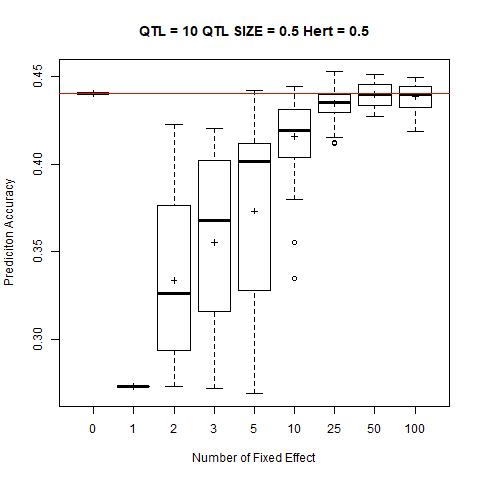 QTL = 10 QTL SIZE = 0.5 Hert = 0.5
0.45
0.40
0.35
0.30
Prediciton Accuracy
0 1 2 3 5 10 25 50 100
Number of Fixed Effect